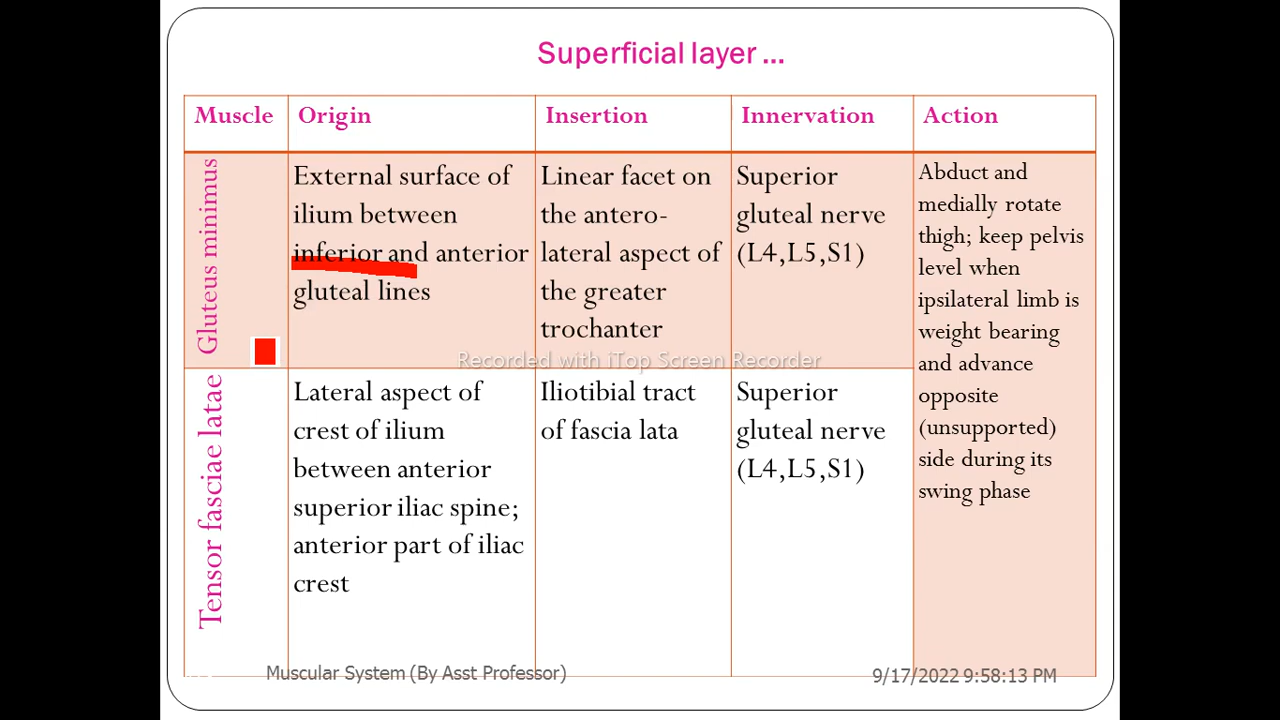 Superficial layer ...
Muscle
Origin
Insertion
Innervation
Action
Gluteus minimus
External surface of
ilium between
inferior and anterior
gluteal lines
Linear facet on
the antero-
lateral aspect of
the greater
trochanter
Superior
gluteal nerve
(L4,L5,S1)
Abduct and
medially rotate
thigh; keep pelvis
level when
ipsilateral limb is
weight bearing
and advance
opposite
(unsupported)
side during its
swing phase
Recorded with iTop Screen Recorder
Tensor fasciae latae
Lateral aspect of
crest of ilium
between anterior
superior iliac spine;
anterior part of iliac
crest
Iliotibial tract
of fascia lata
Superior
gluteal nerve
(L4,L5,S1)
Muscular System (By Asst Professor)
9/17/2022 9:58:13 PM